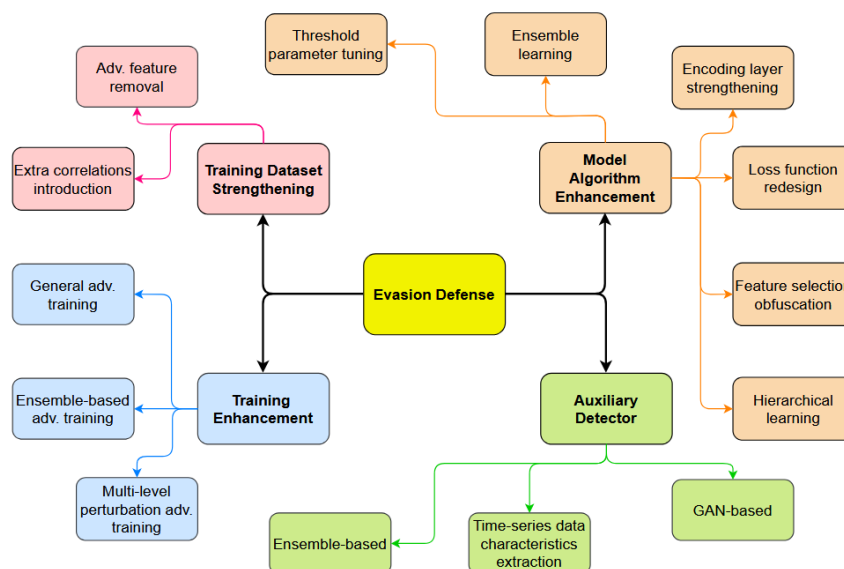 Threshold
parameter tuning
Ensemble
learning
Adv. feature
removal
Encoding layer
strengthening
Extra correlations
introduction
Training Dataset
Strengthening
Model
Algorithm
Enhancement
Loss function
redesign
General adv.
training
Evasion Defense
Feature selection
obfuscation
Ensemble-based
adv. training
Training
Enhancement
Auxiliary
Detector
Hierarchical
learning
Multi-level
perturbation adv.
training
Ensemble-based
Time-series data
characteristics
extraction
GAN-based